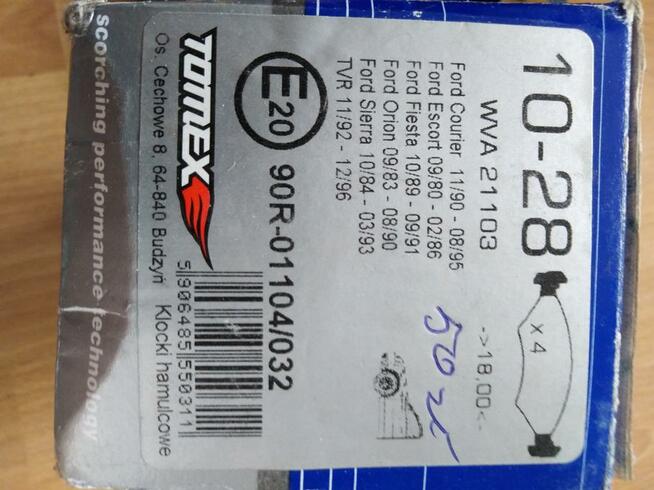 10-28
WVA 21103
->18,00<-
x 4
Ford Courier 11/90 - 08/95
Ford Escort 09/80 - 02/86
Ford Fiesta 10/89 - 09/91
Ford Orion 09/83 - 08/90
Ford Sierra 10/84 - 03/93
TVR 11/92 - 12/96
50 zł
E20 90R-01104/032
TOMEX
5906485550311
Os. Cechowe 8, 64-840 Budzyń Klocki hamulcowe
scorching performance technology